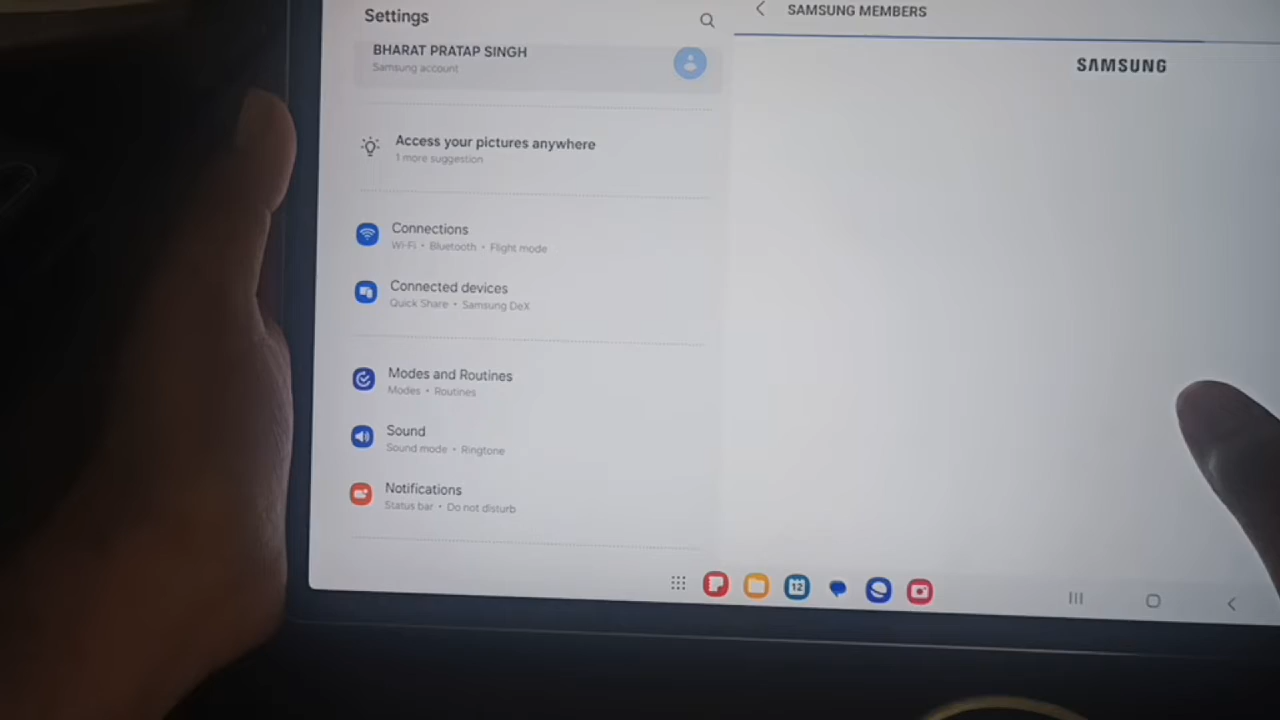 Settings
BHARAT PRATAP SINGH
Samsung account
Access your pictures anywhere
1 more suggestion
Connections
Wi-Fi • Bluetooth • Flight mode
Connected devices
Quick Share • Samsung DeX
Modes and Routines
Modes • Routines
Sound
Sound mode • Ringtone
Notifications
Status bar • Do not disturb
SAMSUNG MEMBERS
SAMSUNG
12